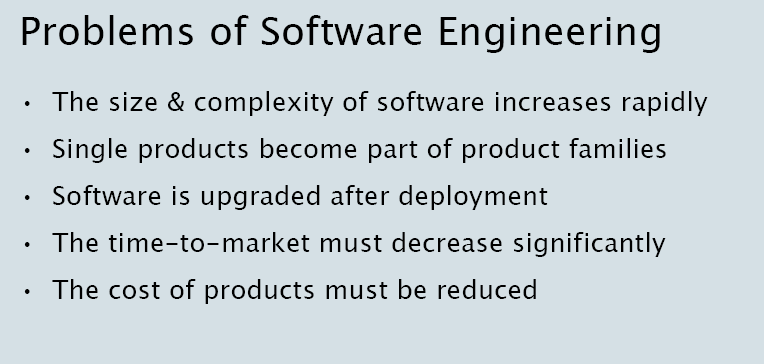 Problems of Software Engineering
• The size & complexity of software increases rapidly
• Single products become part of product families
• Software is upgraded after deployment
• The time-to-market must decrease significantly
• The cost of products must be reduced